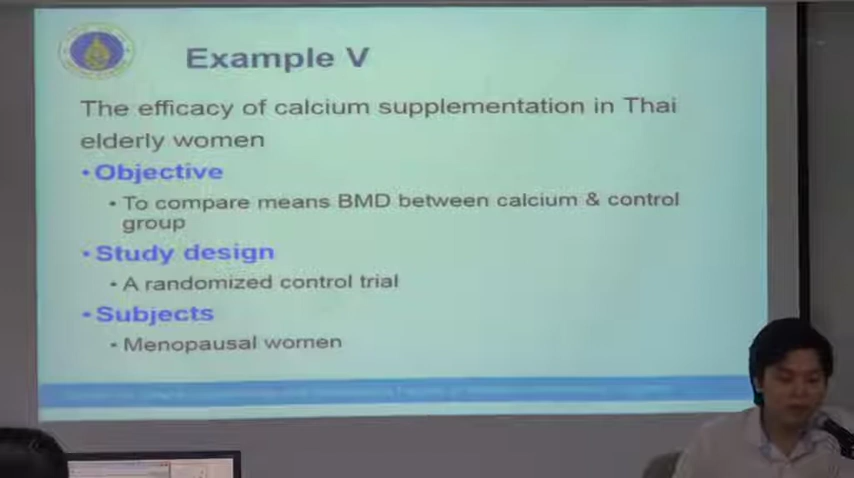 Example V
The efficacy of calcium supplementation in Thai
elderly women
•Objective
•To compare means BMD between calcium & control
group
•Study design
•A randomized control trial
•Subjects
•Menopausal women